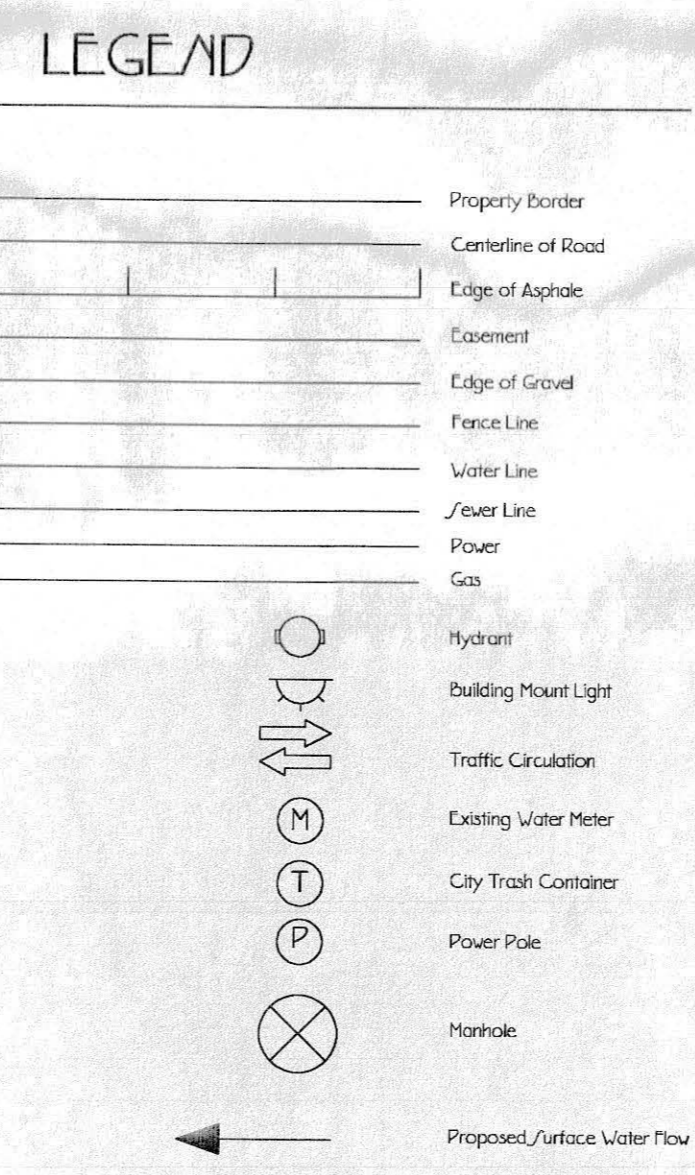 LEGEND
Property Border
Centerline of Road
Edge of Asphale
Easement
Edge of Gravel
Fence Line
Water Line
Sewer Line
Power
Gas
Hydrant
Building Mount Light
Traffic Circulation
M Existing Water Meter
T City Trash Container
P Power Pole
Manhole
Proposed Surface Water Flow